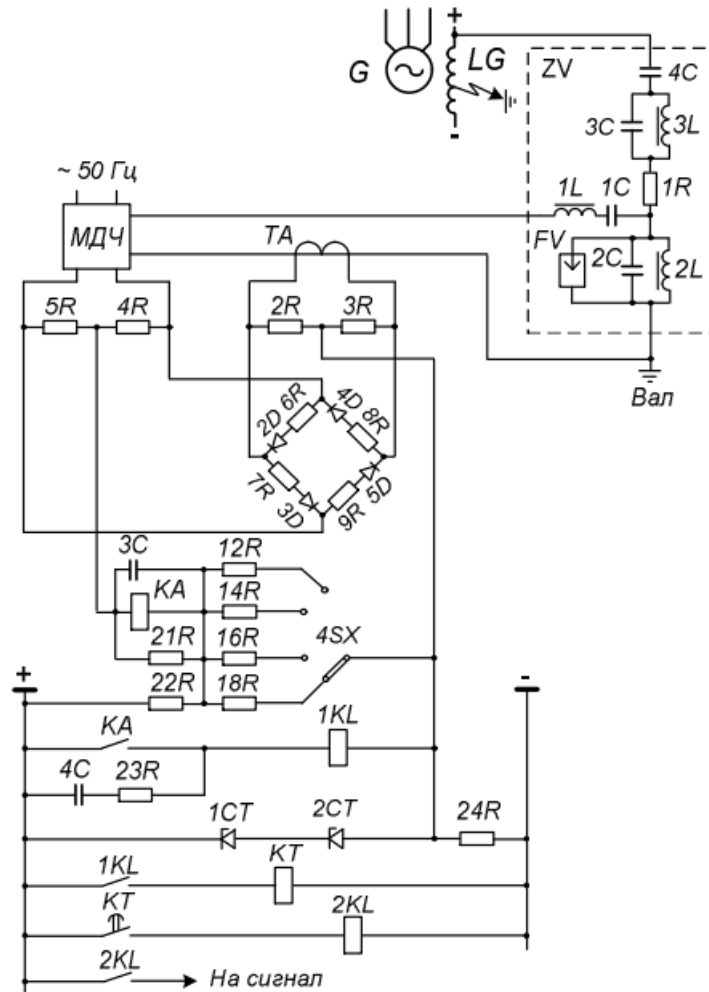 +
G
LG
-
ZV
4C
3C
3L
1R
1L
1C
FV
2C
2L
Вал
~ 50 Гц
МДЧ
TA
5R
4R
2R
3R
2D
6R
4D
8R
7R
3D
9R
5D
3C
KA
21R
22R
12R
14R
16R
18R
4SX
+
-
KA
1KL
4C
23R
1CT
2CT
24R
1KL
KT
KT
2KL
2KL
На сигнал